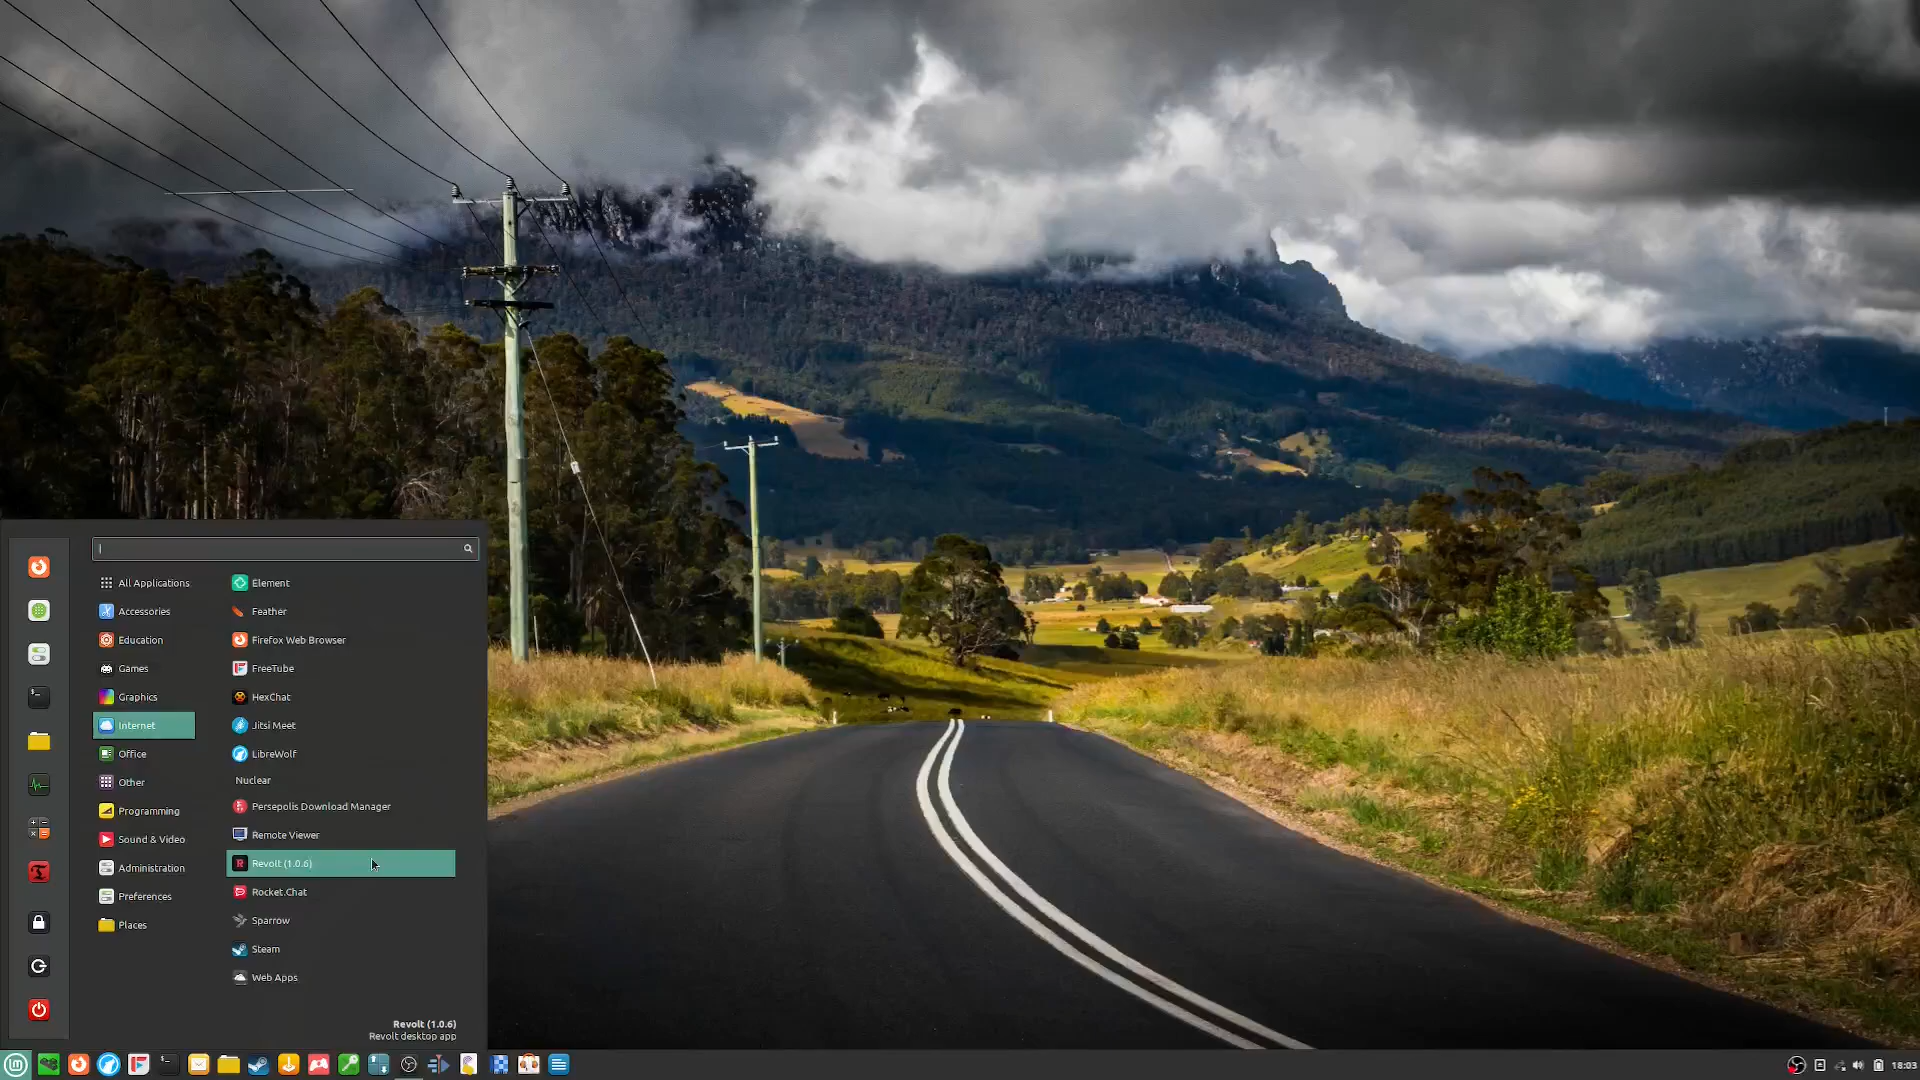 All Applications
Accessories
Education
Games
Graphics
Internet
Office
Other
Programming
Sound & Video
Administration
Preferences
Places
Element
Feather
Firefox Web Browser
FreeTube
HexChat
Jitsi Meet
LibreWolf
Nuclear
Persepolis Download Manager
Remote Viewer
Revolt (1.0.6)
Rocket.Chat
Sparrow
Steam
Web Apps
Revolt (1.0.6)
Revolt desktop app
18:03